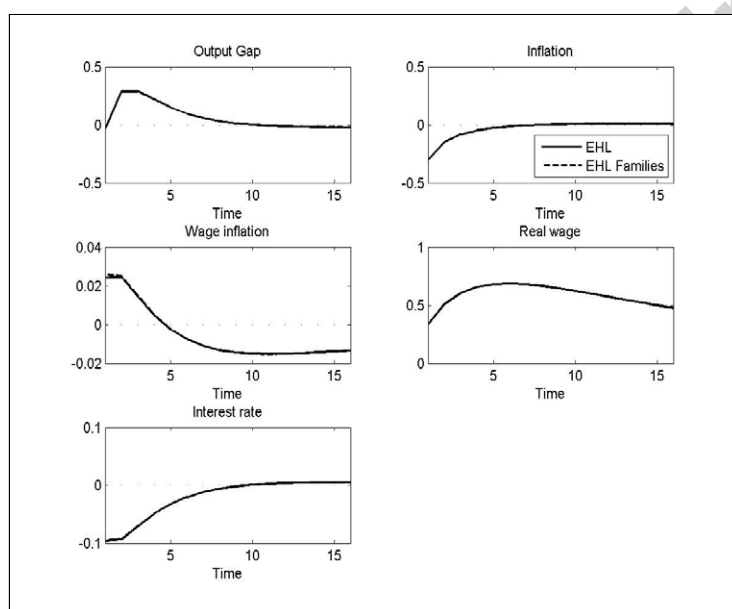 Output Gap
0.5
0
-0.5
5
10
15
Time
Inflation
0.5
0
-0.5
5
10
15
Time
EHL
EHL Families
Wage inflation
0.04
0.02
0
-0.02
5
10
15
Time
Real wage
1
0.5
0
5
10
15
Time
Interest rate
0.1
0
-0.1
5
10
15
Time